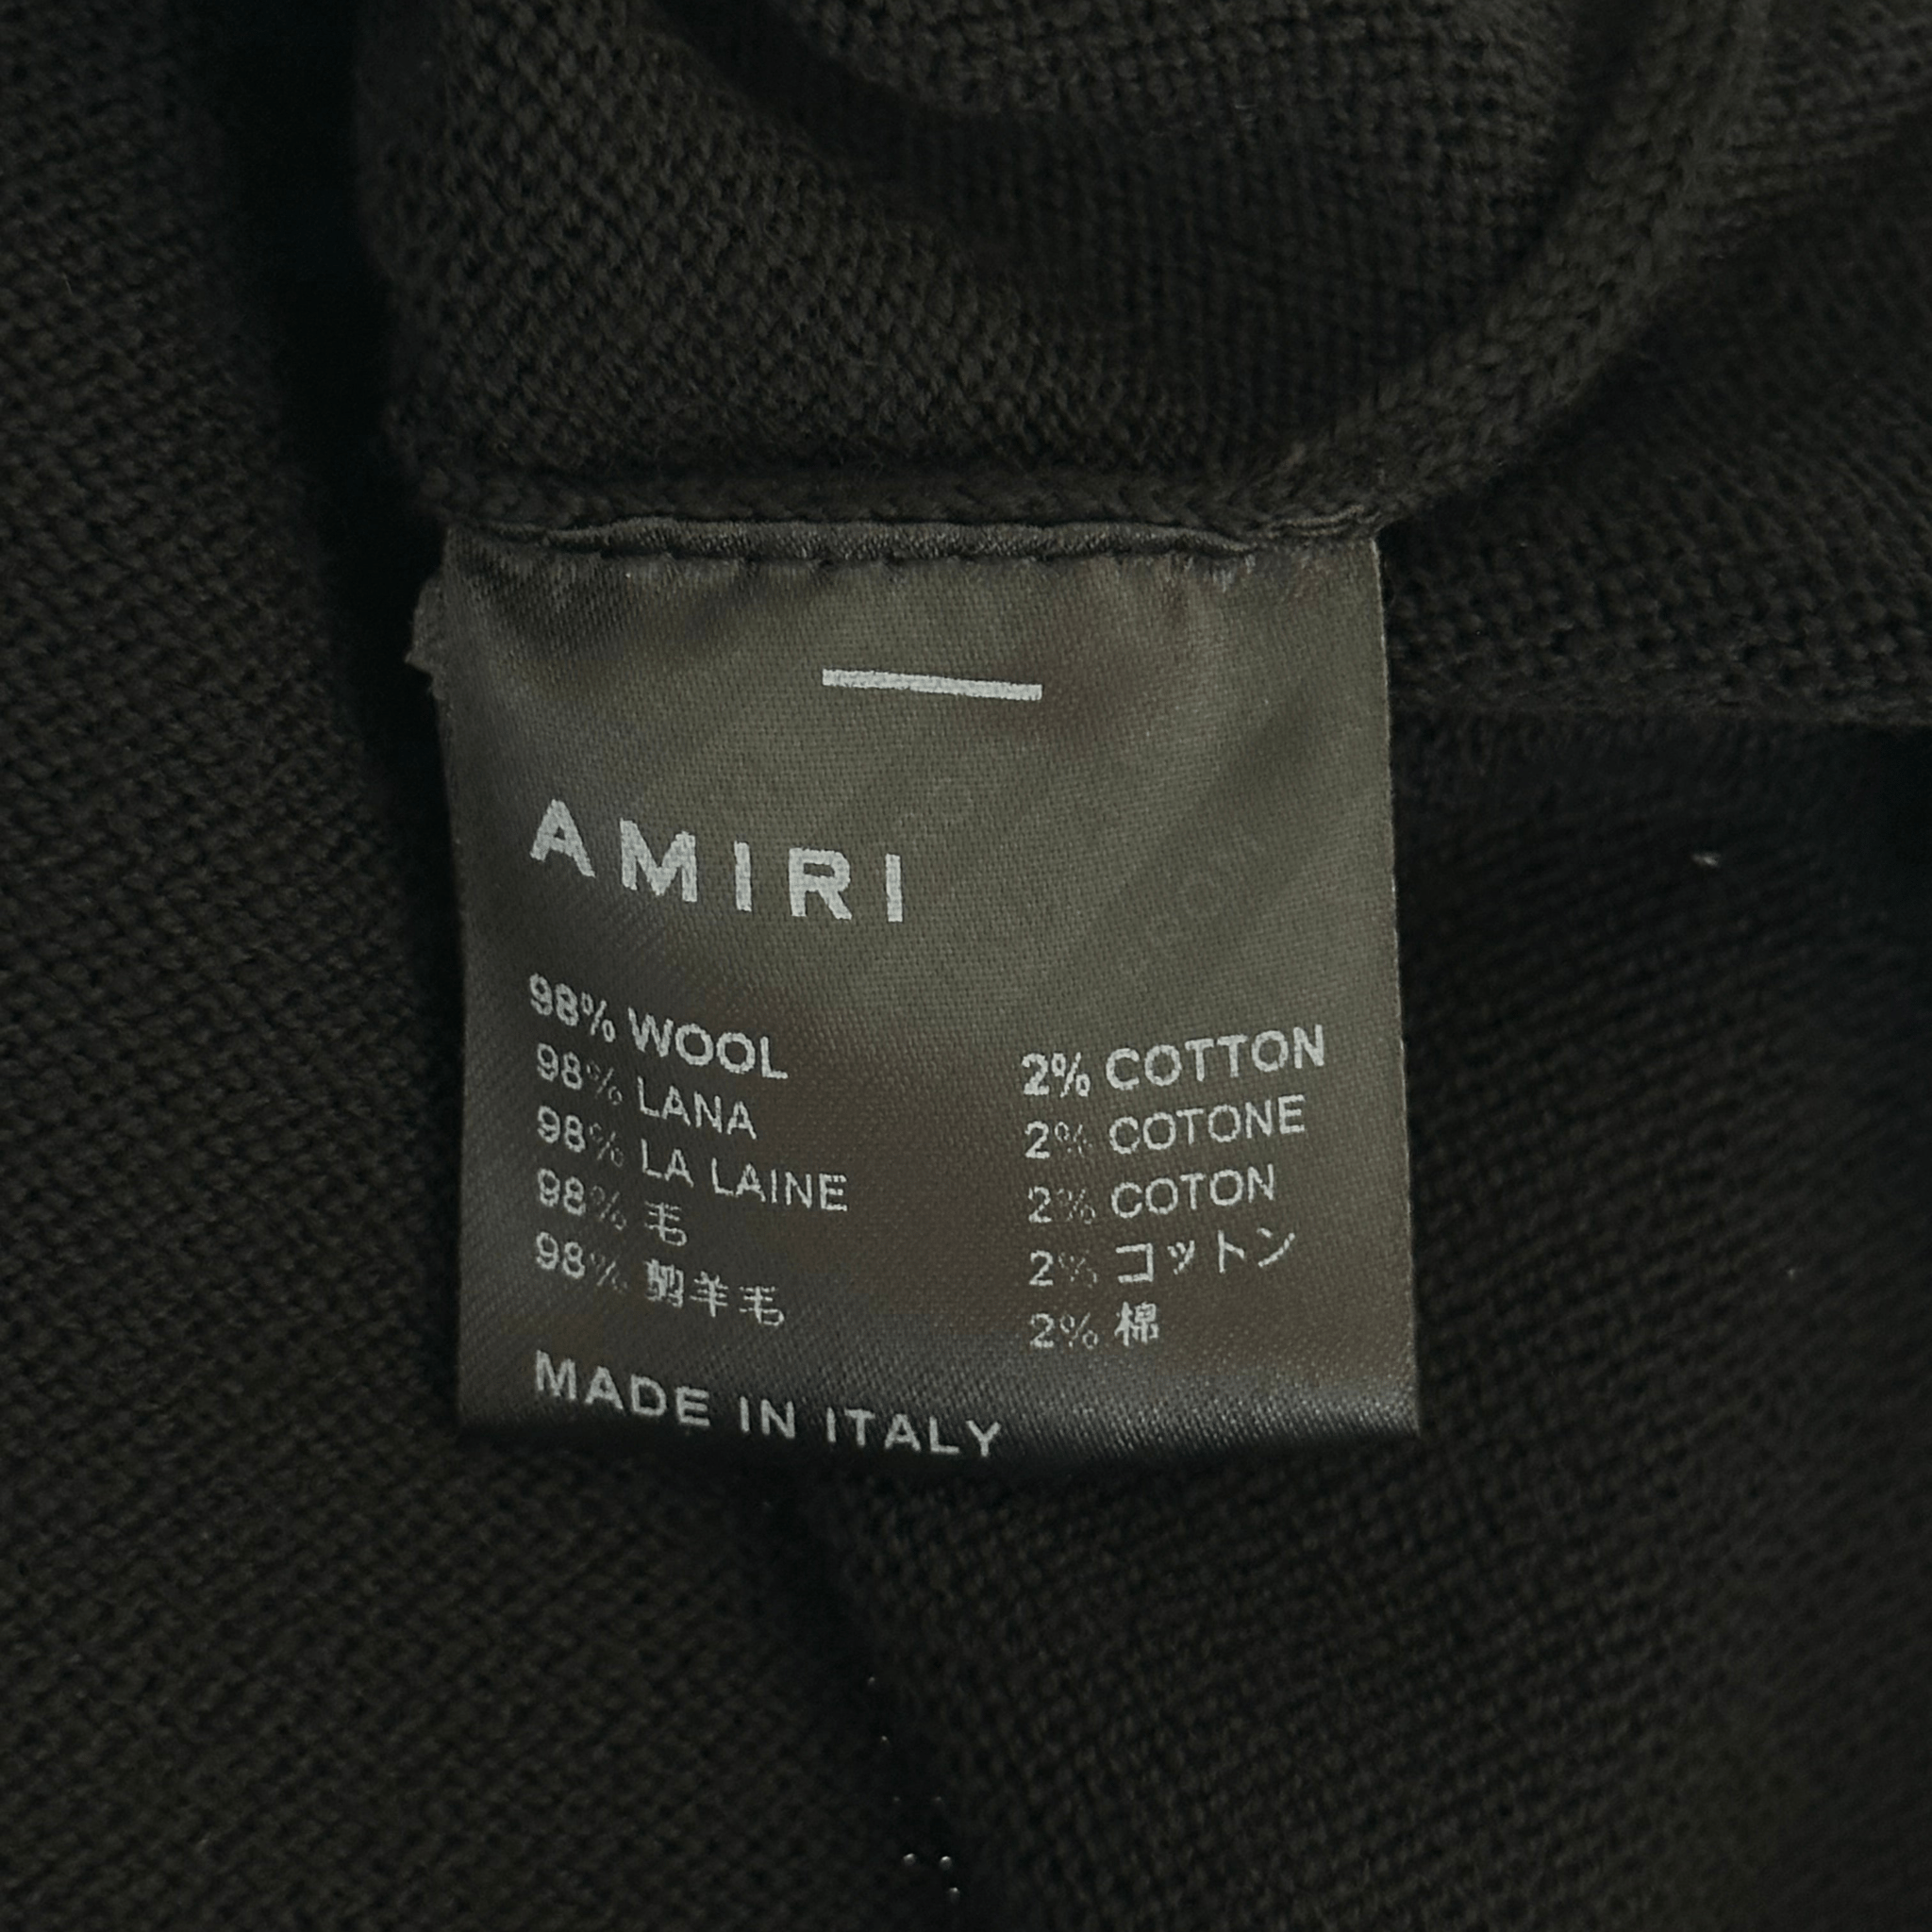 AMIRI
98% WOOL 2% COTTON
98% LANA 2% COTONE
98% LA LAINE 2% COTON
98% 毛 2% コットン
98% 剪羊毛 2% 棉
MADE IN ITALY